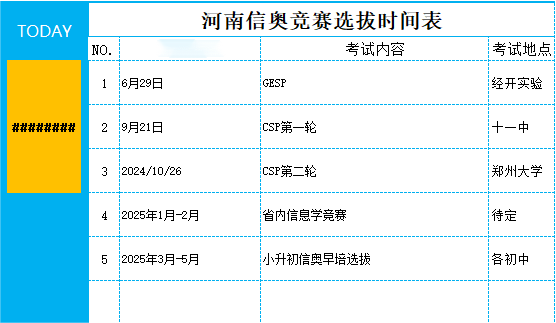 TODAY
河南信奥竞赛选拔时间表
NO. 考试内容 考试地点
1 6月29日 GESP 经开实验
########
2 9月21日 CSP第一轮 十一中
3 2024/10/26 CSP第二轮 郑州大学
4 2025年1月-2月 省内信息学竞赛 待定
5 2025年3月-5月 小升初信奥早培选拔 各初中